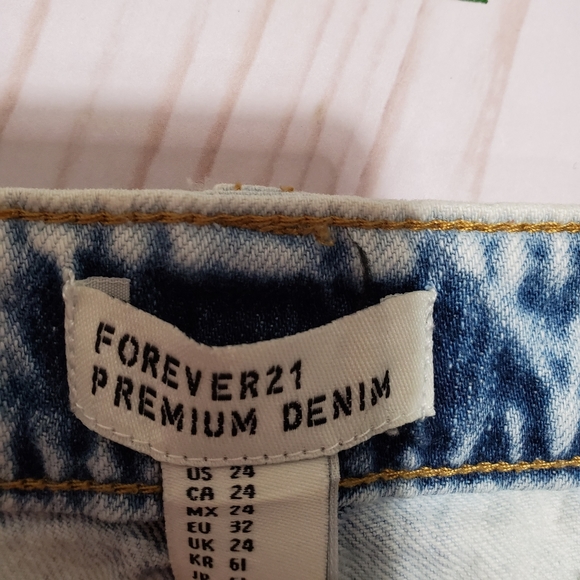 FOREVER21
PREMIUM DENIM
US 24
CA 24
MX 24
EU 32
UK 24
KR 61